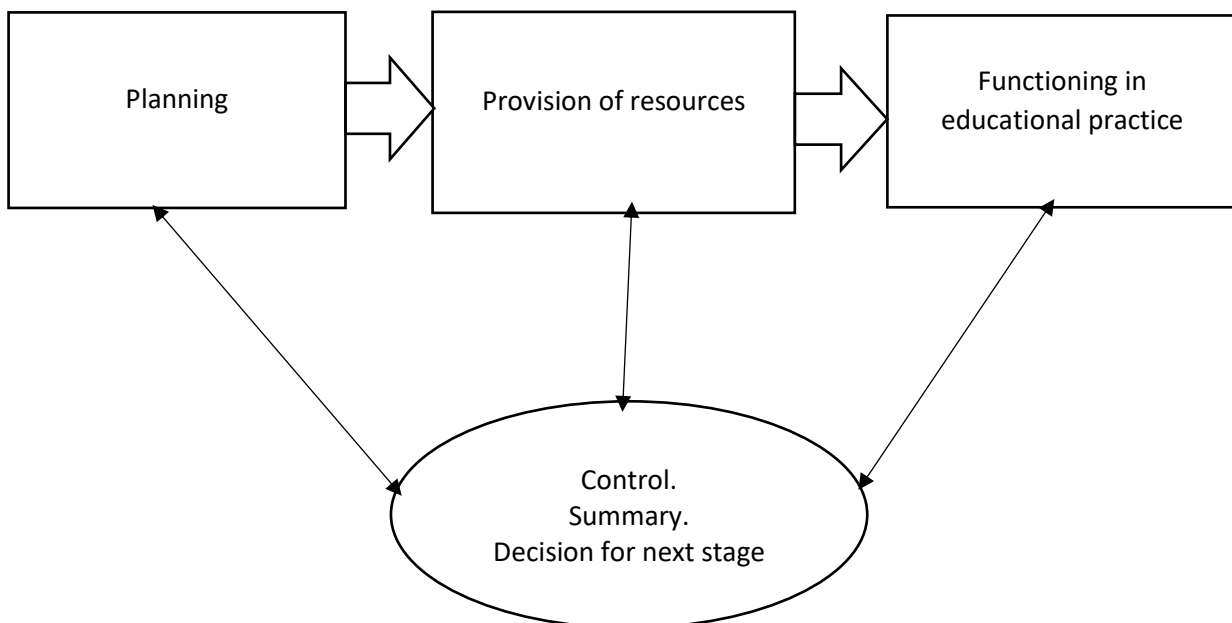 Planning
Provision of resources
Functioning in
educational practice
Control.
Summary.
Decision for next stage